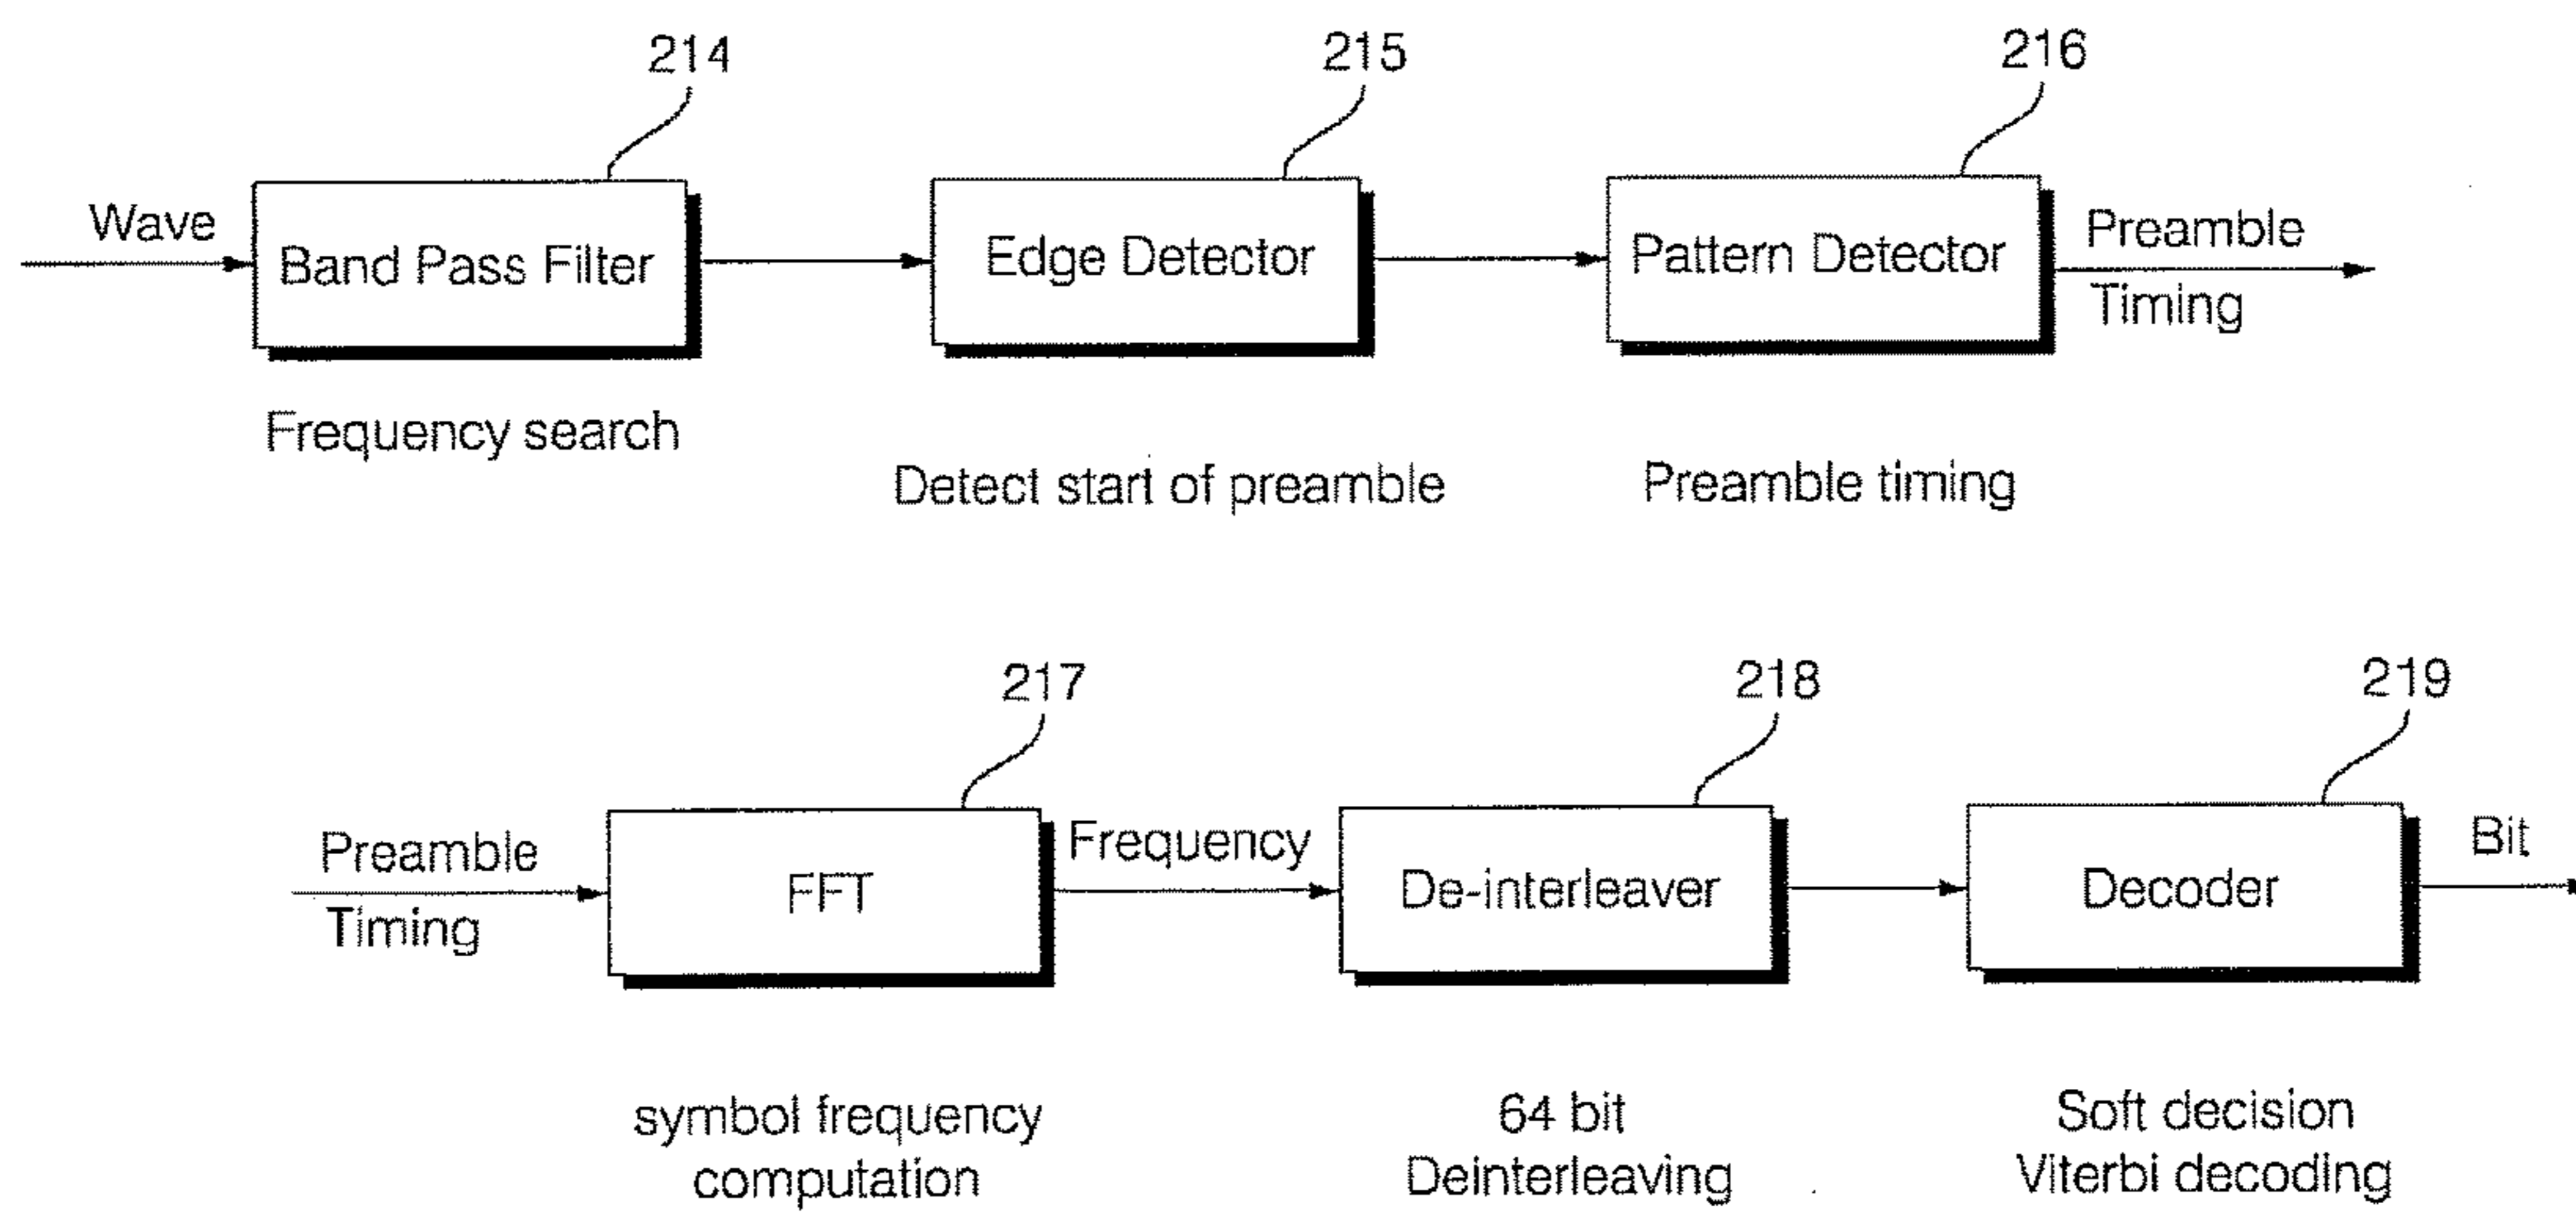 214
215
216
Wave
Band Pass Filter
Edge Detector
Pattern Detector
Preamble
Timing
Frequency search
Detect start of preamble
Preamble timing
217
218
219
Preamble
Timing
FFT
Frequency
De-interleaver
Decoder
Bit
symbol frequency
computation
64 bit
Deinterleaving
Soft decision
Viterbi decoding